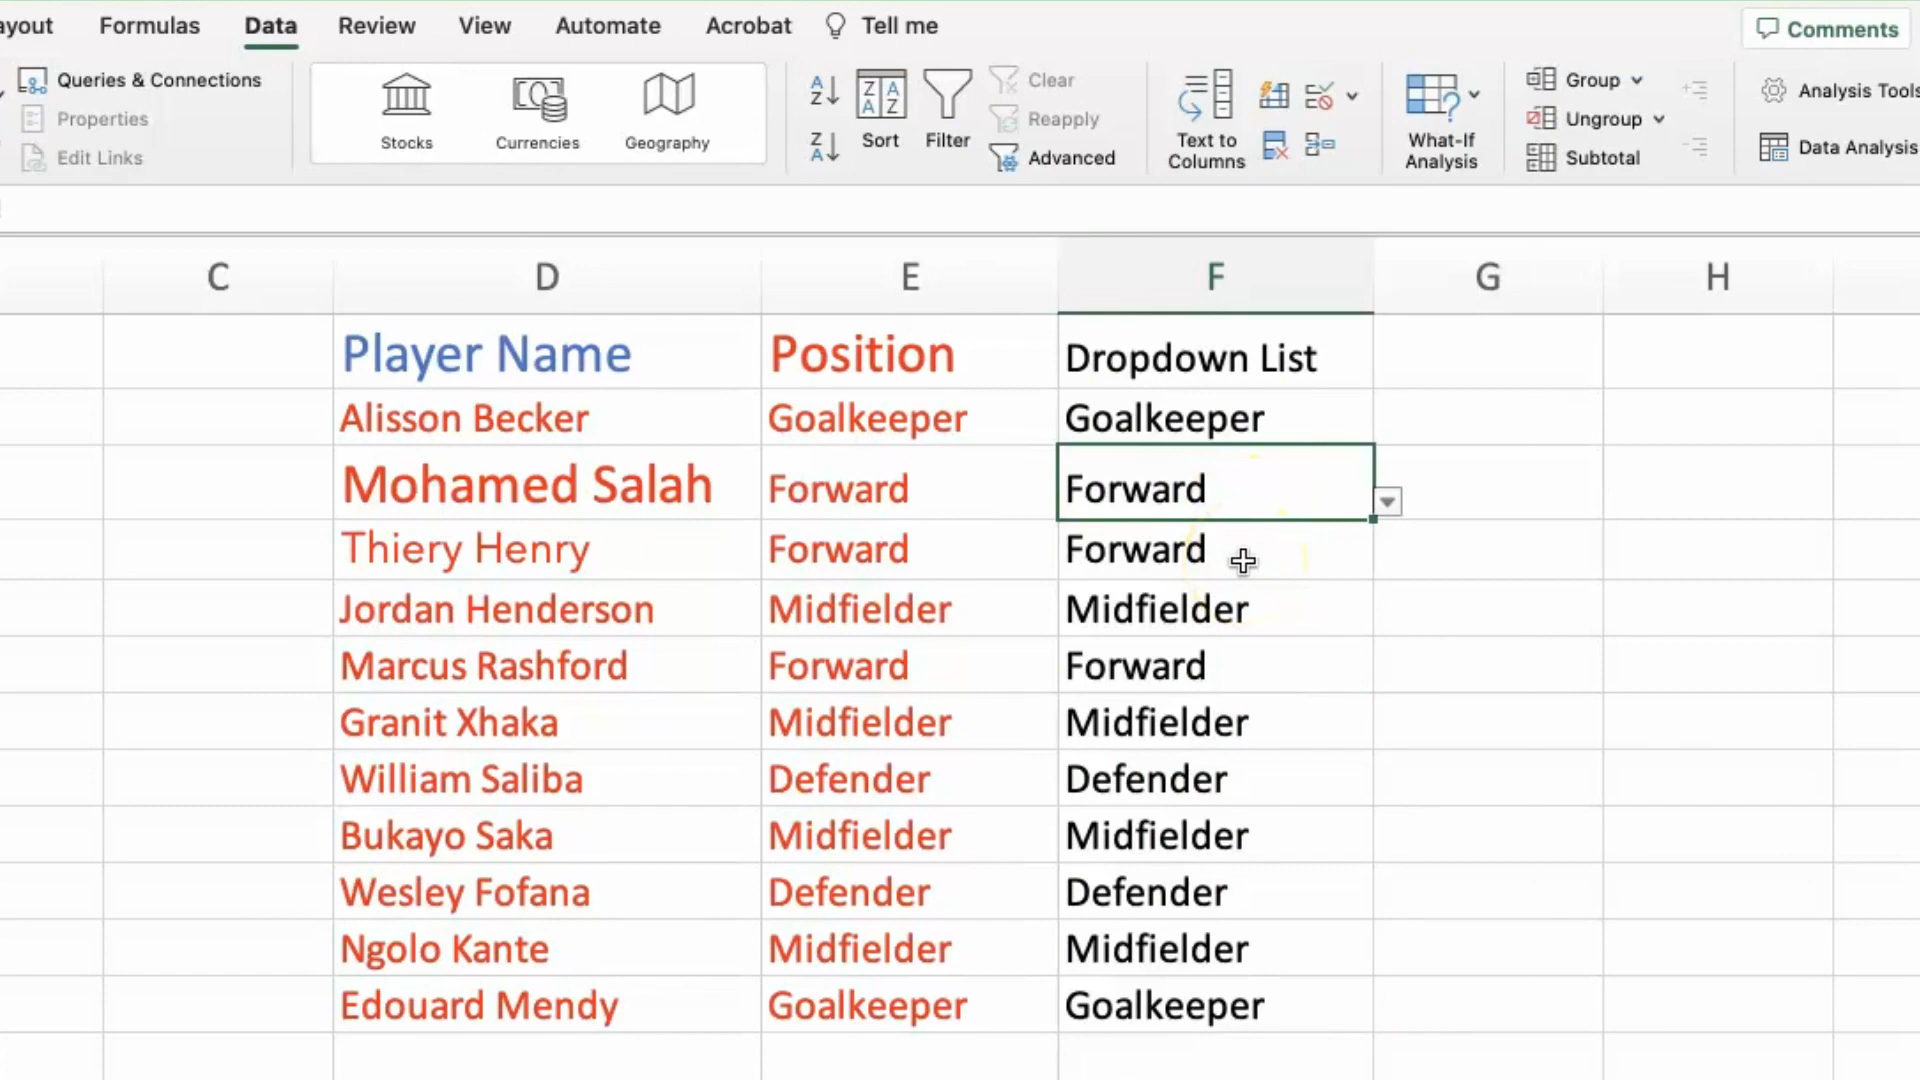 ayout Formulas Data Review View Automate Acrobat Tell me Comments
Queries & Connections
Properties
Edit Links
Stocks Currencies Geography
Sort Filter
Clear
Reapply
Advanced
Text to Columns
What-If Analysis
Group
Ungroup
Subtotal
Analysis Tools
Data Analysis
C D E F G H
Player Name Position Dropdown List
Alisson Becker Goalkeeper Goalkeeper
Mohamed Salah Forward Forward
Thiery Henry Forward Forward
Jordan Henderson Midfielder Midfielder
Marcus Rashford Forward Forward
Granit Xhaka Midfielder Midfielder
William Saliba Defender Defender
Bukayo Saka Midfielder Midfielder
Wesley Fofana Defender Defender
Ngolo Kante Midfielder Midfielder
Edouard Mendy Goalkeeper Goalkeeper